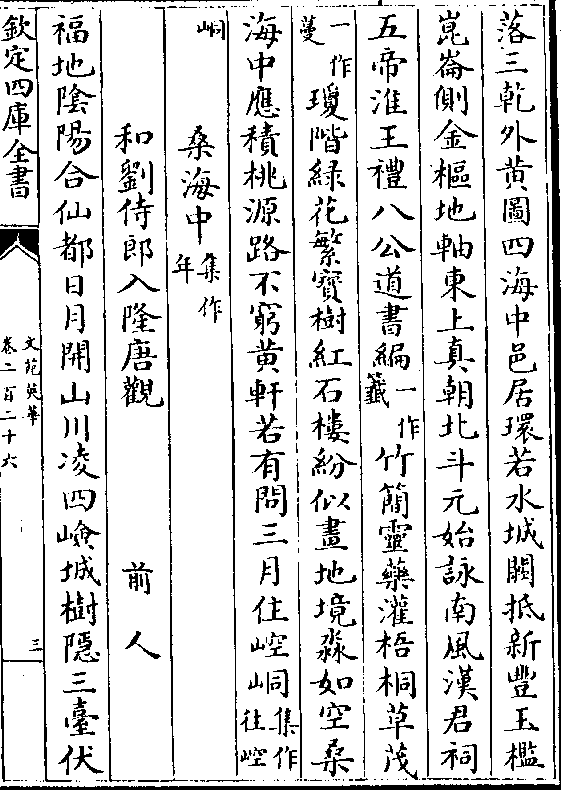 落三乾外黄圖四海中邑居環若水城闕抵新豐玉檻
崑崙側金樞地軸東上真朝北斗元始詠南風漢君祠
五帝淮王禮八公道書編一作籤竹簡靈藥灌梧桐草茂
一作蔓瓊階緑花繁寳樹紅石樓紛似畫地境淼如空桑
海中應積桃源路不窮黄軒若有問三月住崆峒集作往崆
峒
桑海中集作年
和劉侍郎入隆唐觀
前人
福地陰陽合仙都日月開山川凌四嶮城樹隱三臺伏
欽定四庫全書
文苑英華
卷二百二十六
三